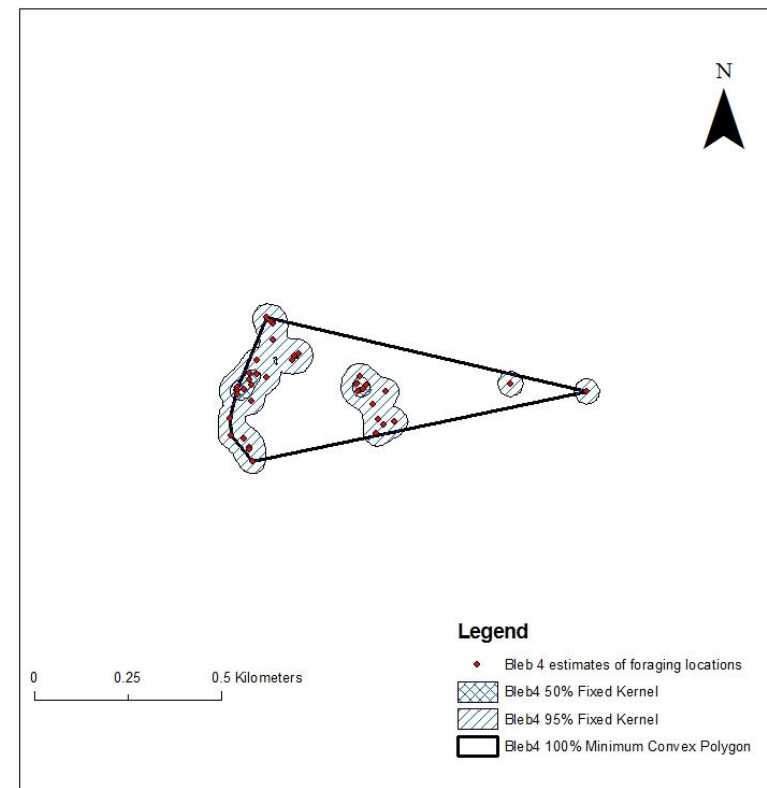 N
Legend
Bleb 4 estimates of foraging locations
Bleb4 50% Fixed Kernel
Bleb4 95% Fixed Kernel
Bleb4 100% Minimum Convex Polygon
0 0.25 0.5 Kilometers